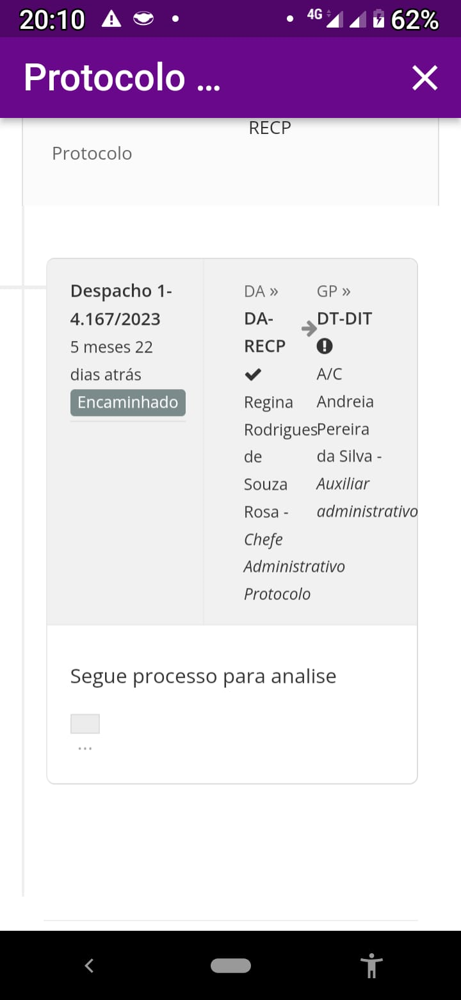 20:10
4G
62%
Protocolo ...
RECP
Protocolo
Despacho 1-
4.167/2023
5 meses 22
dias atrás
Encaminhado
DA »
DA-
RECP
Regina
Rodrigues
de
Souza
Rosa -
Chefe
Administrativo
Protocolo
GP »
DT-DIT
A/C
Andreia
Pereira
da Silva -
Auxiliar
administrativo
Segue processo para analise
...